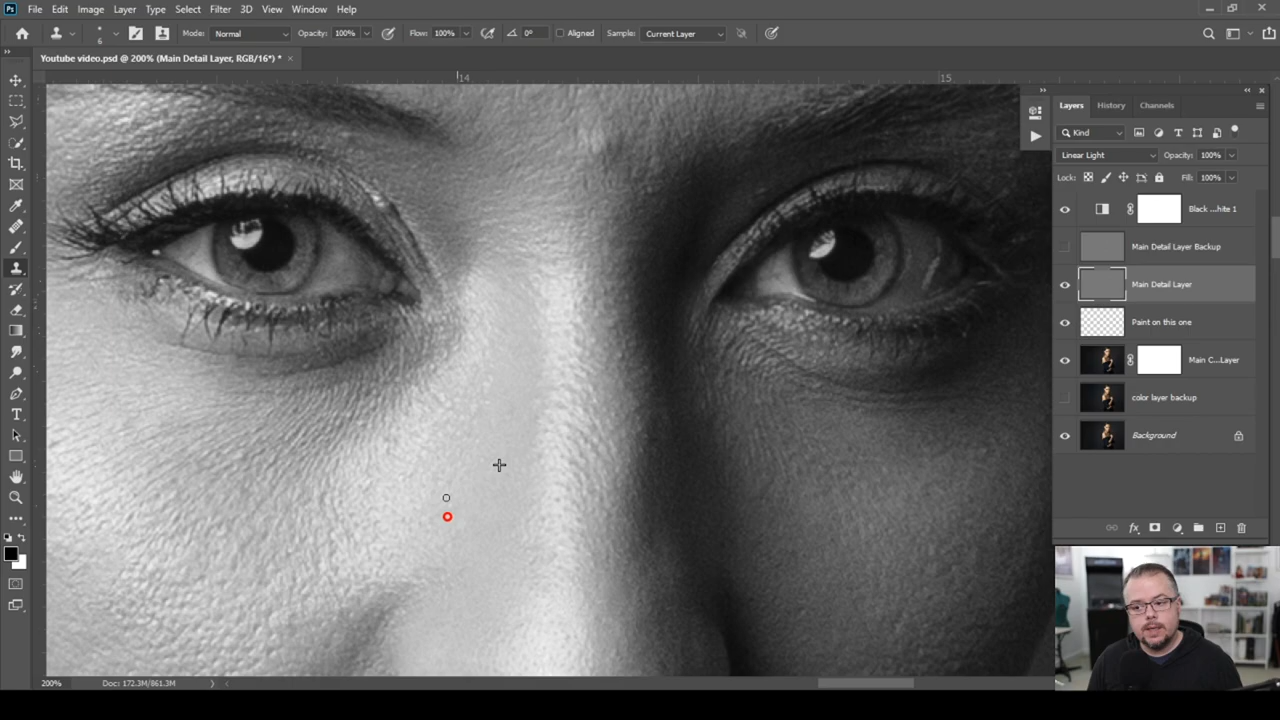 Ps File Edit Image Layer Type Select Filter 3D View Window Help
6 Mode: Normal Opacity: 100% Flow: 100% 0° Aligned Sample: Current Layer
Youtube video.psd @ 200% (Main Detail Layer, RGB/16*) * ×
14 15
Layers History Channels
Kind
Linear Light Opacity: 100%
Lock: Fill: 100%
Black ...hite 1
Main Detail Layer Backup
Main Detail Layer
Paint on this one
Main C...Layer
color layer backup
Background
fx
200% Doc: 172.3M/861.3M